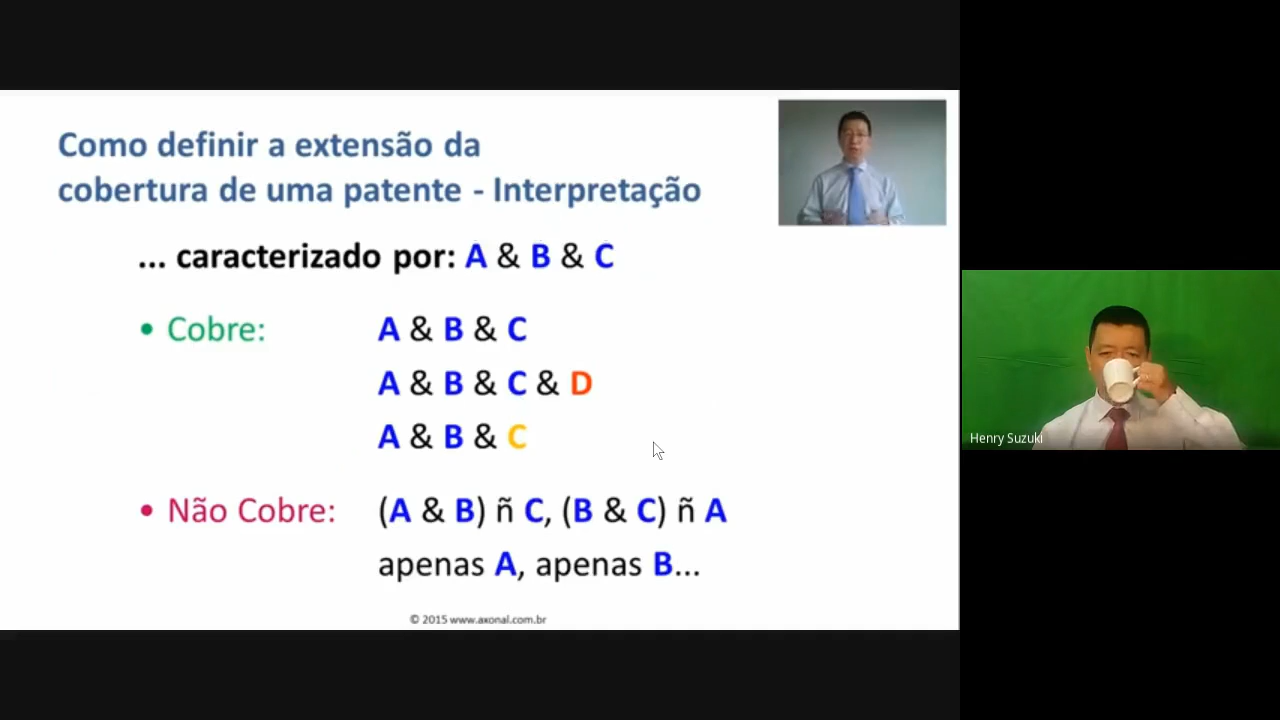 Como definir a extensão da
cobertura de uma patente - Interpretação
... caracterizado por: A & B & C
• Cobre: A & B & C
A & B & C & D
A & B & C
• Não Cobre: (A & B) ñ C, (B & C) ñ A
apenas A, apenas B...
© 2015 www.axonal.com.br
Henry Suzuki